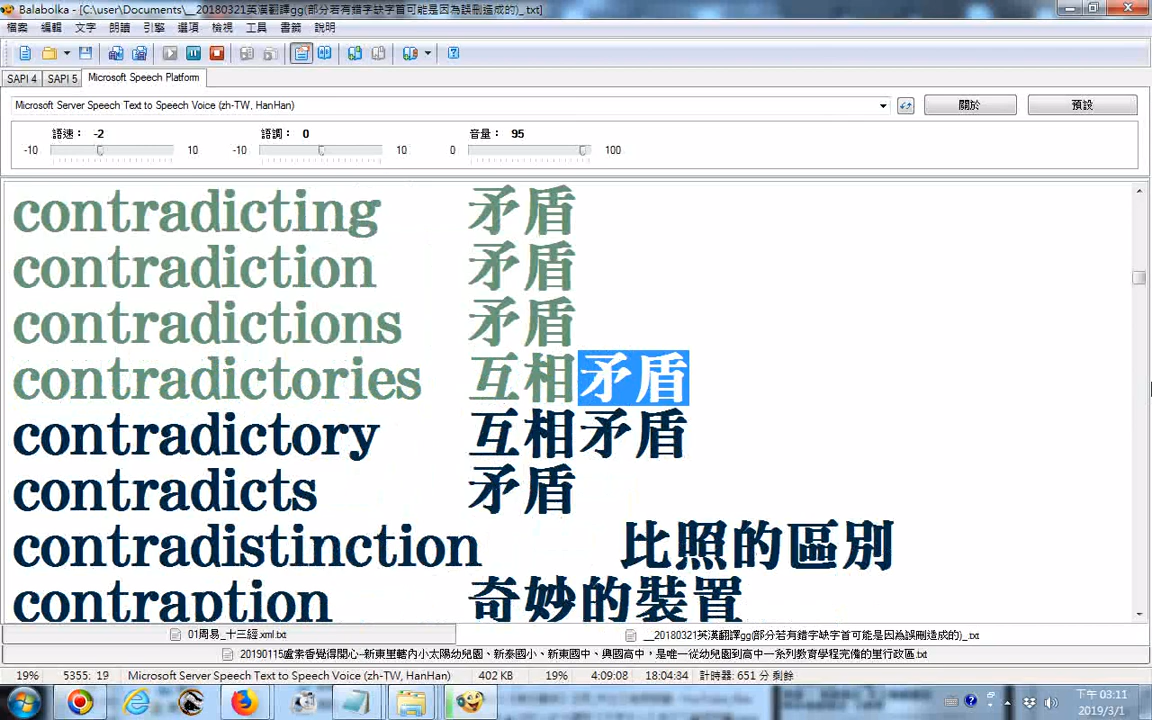 Balabolka - [C:\user\Documents\__20180321英漢翻譯gg(部分若有錯字缺字首可能是因為誤刪造成的)_.txt]
檔案 編輯 文字 朗讀 引擎 選項 檢視 工具 書籤 說明
SAPI 4 SAPI 5 Microsoft Speech Platform
Microsoft Server Speech Text to Speech Voice (zh-TW, HanHan) 關於 預設
語速： -2 語調： 0 音量： 95
-10 10 -10 10 0 100
contradicting 矛盾
contradiction 矛盾
contradictions 矛盾
contradictories 互相矛盾
contradictory 互相矛盾
contradicts 矛盾
contradistinction 比照的區別
contraption 奇妙的裝置
01周易_十三經.xml.txt __20180321英漢翻譯gg(部分若有錯字缺字首可能是因為誤刪造成的)_.txt
20190115盧素香覺得開心-新東里轄內小太陽幼兒園、新泰國小、新東國中、興國高中，是唯一從幼兒園到高中一系列教育學程完備的里行政區.txt
19% 5355: 19 Microsoft Server Speech Text to Speech Voice (zh-TW, HanHan) 402 KB 19% 4:09:08 18:04:84 計時器: 651 分 剩餘
下午 03:11
2019/3/1